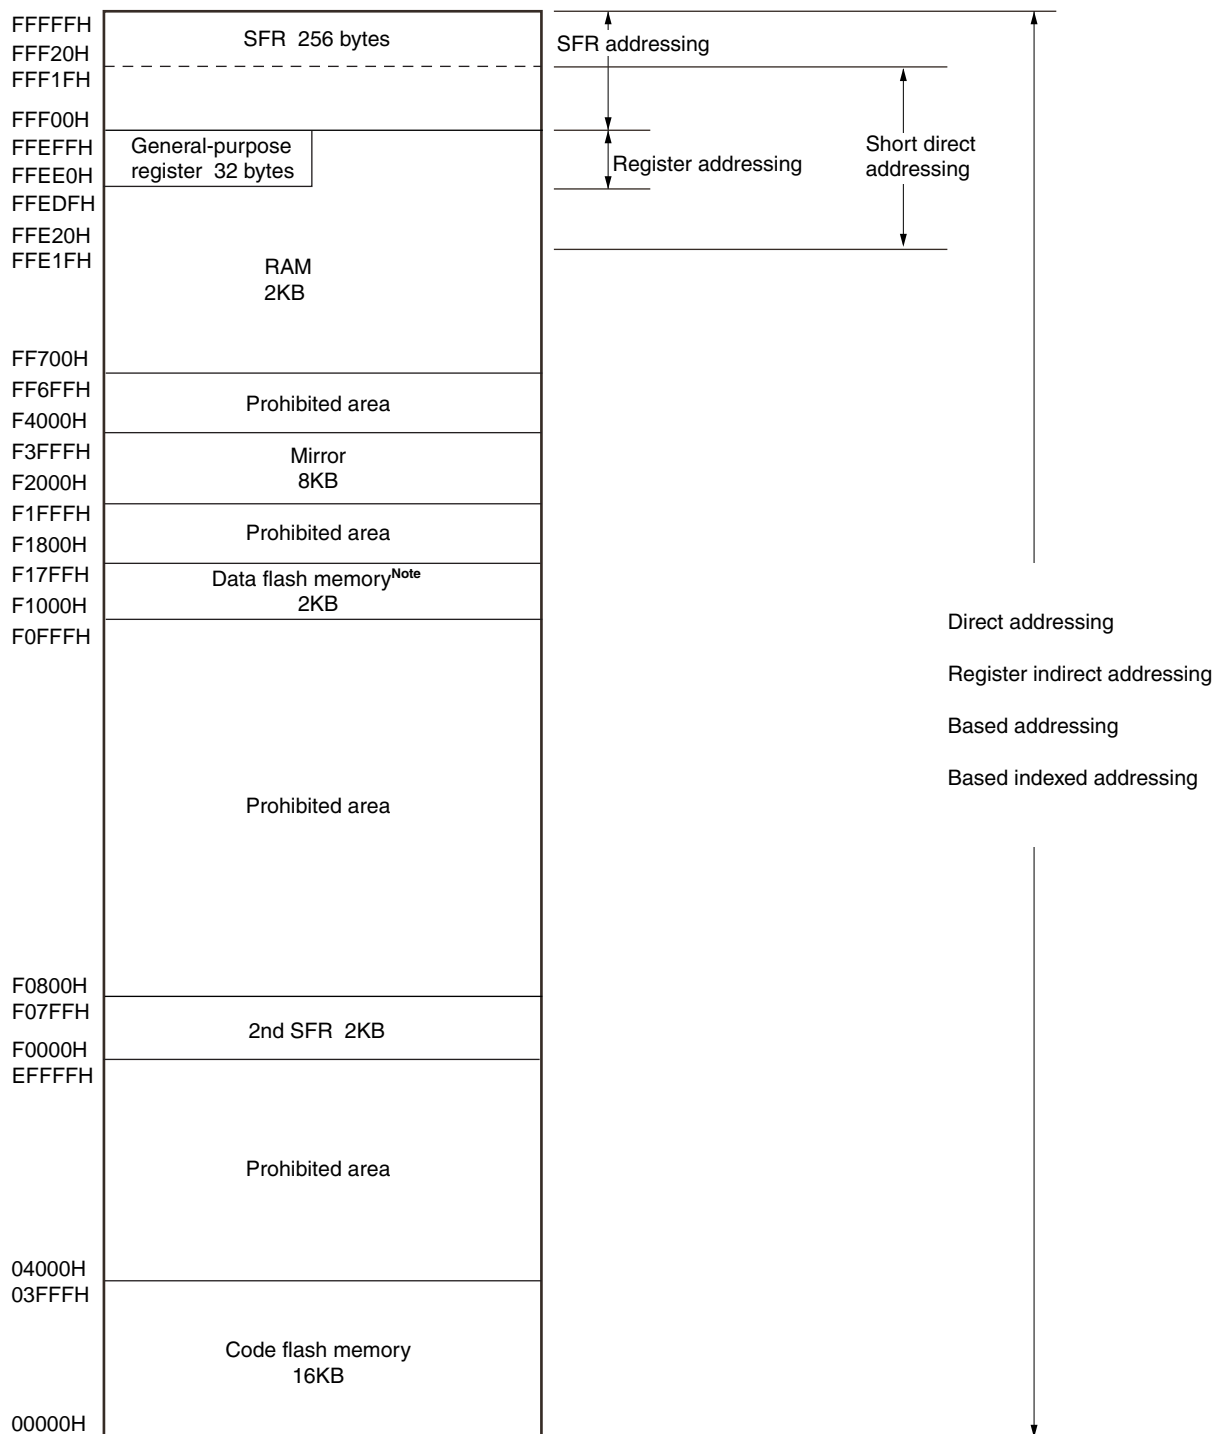 FFFFFH
SFR 256 bytes
SFR addressing
FFF20H
FFF1FH
FFF00H
FFEFFH
General-purpose
register 32 bytes
Register addressing
Short direct
addressing
FFEE0H
FFEDFH
FFE20H
FFE1FH
RAM
2KB
FF700H
FF6FFH
Prohibited area
F4000H
F3FFFH
Mirror
8KB
F2000H
F1FFFH
Prohibited area
F1800H
F17FFH
Data flash memoryNote
2KB
F1000H
F0FFFH
Direct addressing
Register indirect addressing
Based addressing
Based indexed addressing
Prohibited area
F0800H
F07FFH
2nd SFR 2KB
F0000H
EFFFFH
Prohibited area
04000H
03FFFH
Code flash memory
16KB
00000H